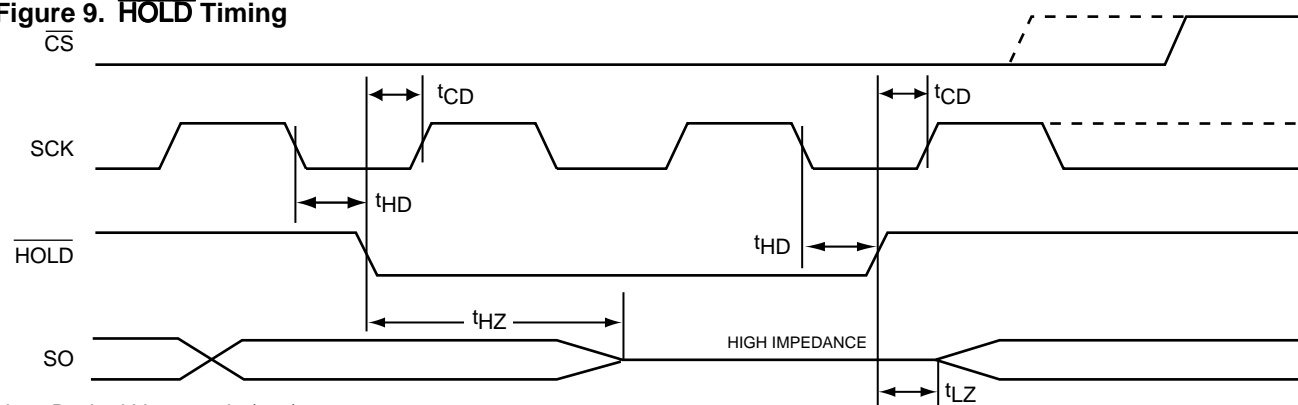 Figure 9. HOLD Timing
CS
tCD
tCD
SCK
tHD
HOLD
tHD
tHZ
HIGH IMPEDANCE
SO
tLZ